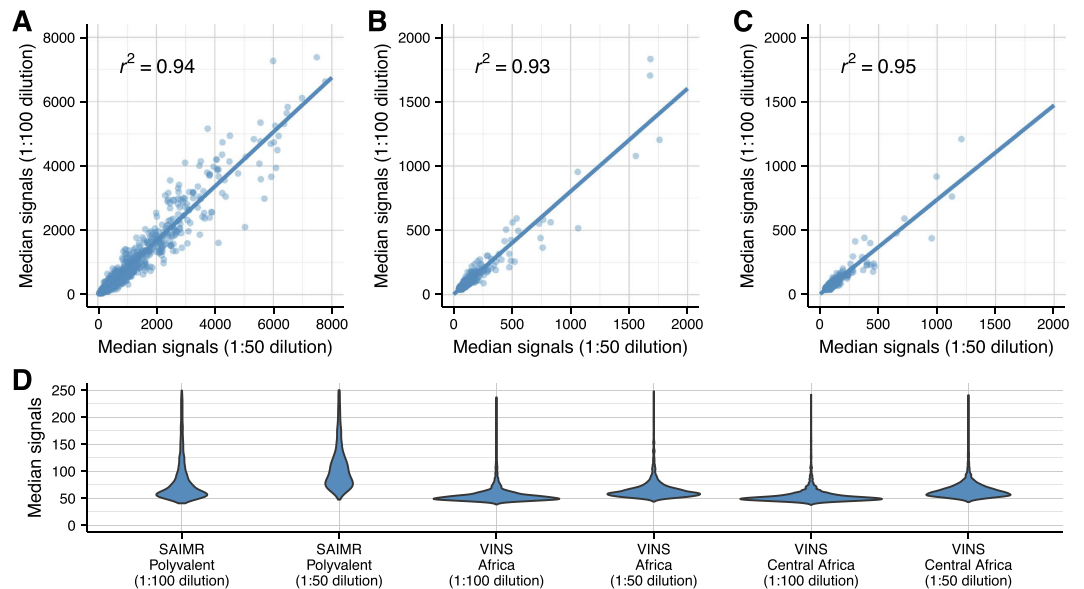 A
Median signals (1:100 dilution)
8000
6000
4000
2000
0
r² = 0.94
0 2000 4000 6000 8000
Median signals (1:50 dilution)
B
Median signals (1:100 dilution)
2000
1500
1000
500
0
r² = 0.93
0 500 1000 1500 2000
Median signals (1:50 dilution)
C
Median signals (1:100 dilution)
2000
1500
1000
500
0
r² = 0.95
0 500 1000 1500 2000
Median signals (1:50 dilution)
D
Median signals
250
200
150
100
50
0
SAIMR
Polyvalent
(1:100 dilution)
SAIMR
Polyvalent
(1:50 dilution)
VINS
Africa
(1:100 dilution)
VINS
Africa
(1:50 dilution)
VINS
Central Africa
(1:100 dilution)
VINS
Central Africa
(1:50 dilution)